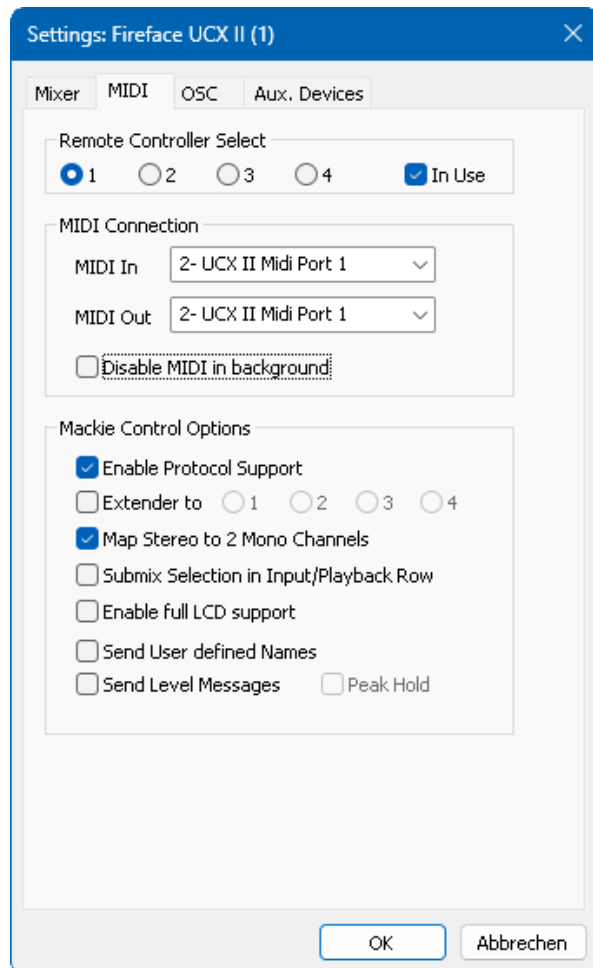 Settings: Fireface UCX II (1)
Mixer MIDI OSC Aux. Devices
Remote Controller Select
1 2 3 4 In Use
MIDI Connection
MIDI In 2- UCX II Midi Port 1
MIDI Out 2- UCX II Midi Port 1
Disable MIDI in background
Mackie Control Options
Enable Protocol Support
Extender to 1 2 3 4
Map Stereo to 2 Mono Channels
Submix Selection in Input/Playback Row
Enable full LCD support
Send User defined Names
Send Level Messages Peak Hold
OK Abbrechen